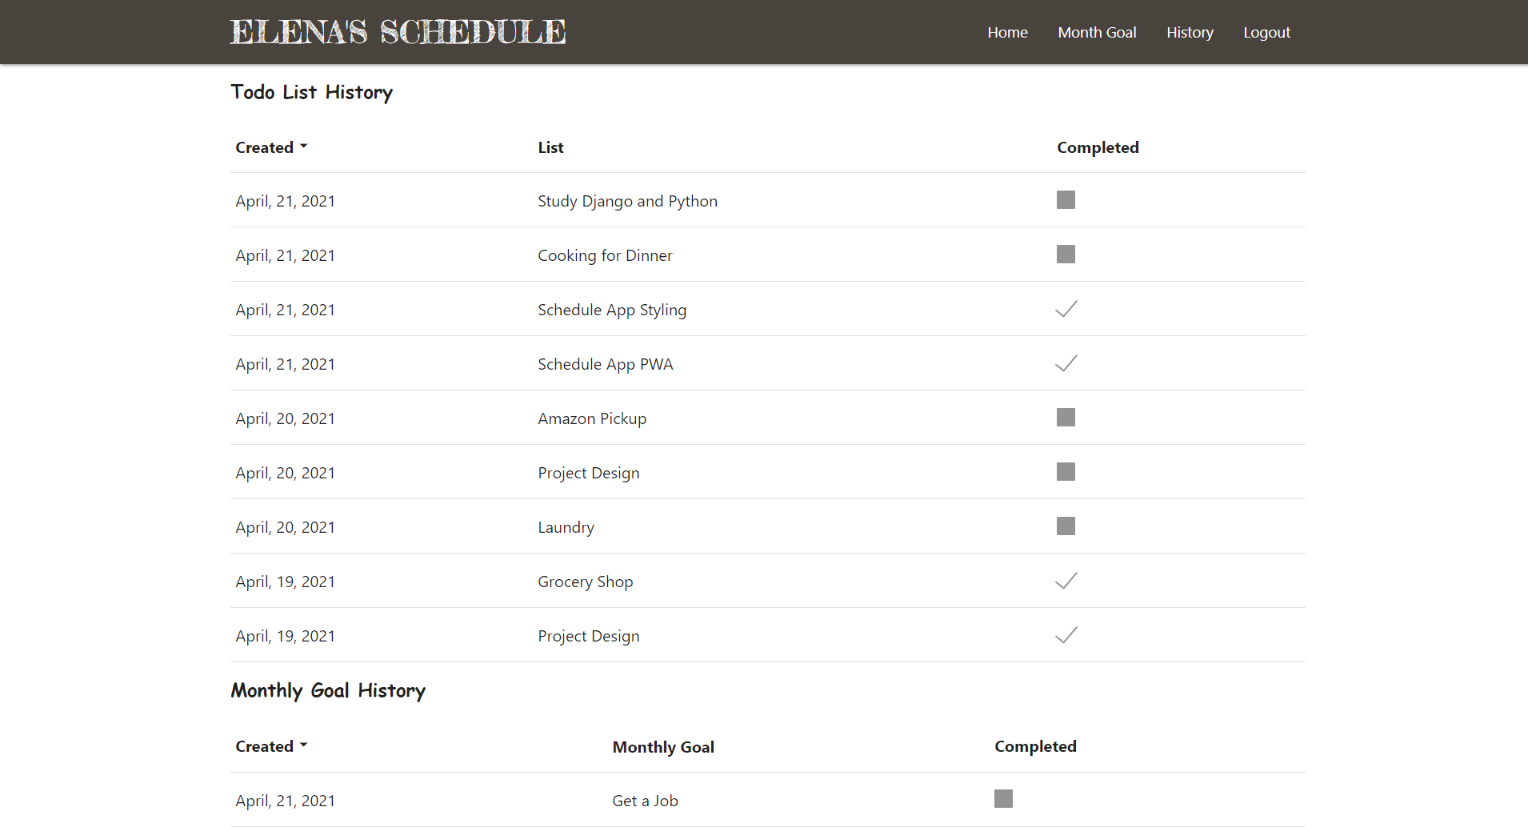 ELENA'S SCHEDULE Home Month Goal History Logout
Todo List History
Created List Completed
April, 21, 2021 Study Django and Python
April, 21, 2021 Cooking for Dinner
April, 21, 2021 Schedule App Styling
April, 21, 2021 Schedule App PWA
April, 20, 2021 Amazon Pickup
April, 20, 2021 Project Design
April, 20, 2021 Laundry
April, 19, 2021 Grocery Shop
April, 19, 2021 Project Design
Monthly Goal History
Created Monthly Goal Completed
April, 21, 2021 Get a Job